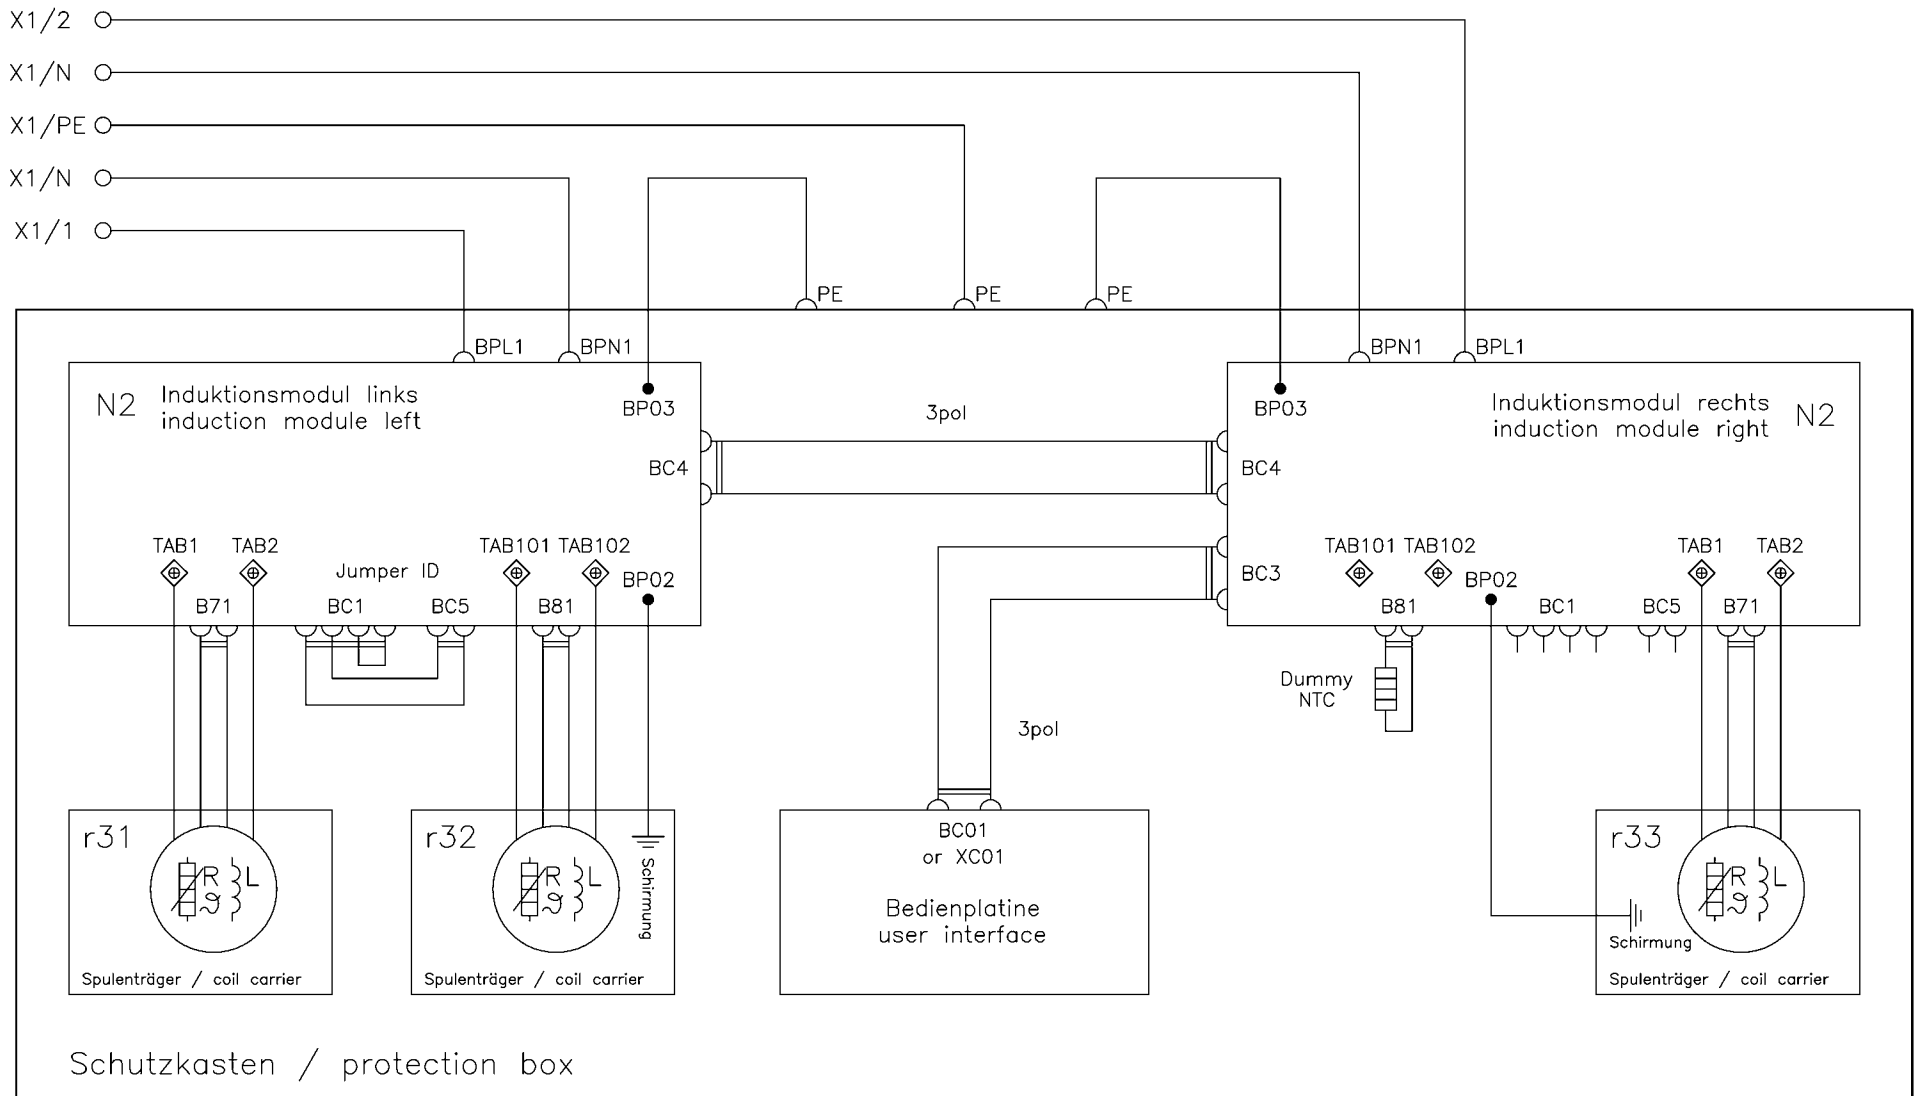 X1/2
X1/N
X1/PE
X1/N
X1/1
PE
PE
PE
BPL1
BPN1
BPN1
BPL1
N2
Induktionsmodul links
induction module left
BP03
3pol
BP03
Induktionsmodul rechts
induction module right
N2
BC4
BC4
TAB1
TAB2
Jumper ID
TAB101
TAB102
BP02
B71
BC1
BC5
B81
BC3
TAB101
TAB102
BP02
TAB1
TAB2
B81
BC1
BC5
B71
Dummy
NTC
3pol
r31
R
L
ϑ
Spulenträger / coil carrier
r32
R
L
ϑ
Schirmung
Spulenträger / coil carrier
BC01
or XC01
Bedienplatine
user interface
r33
R
L
ϑ
Schirmung
Spulenträger / coil carrier
Schutzkasten / protection box